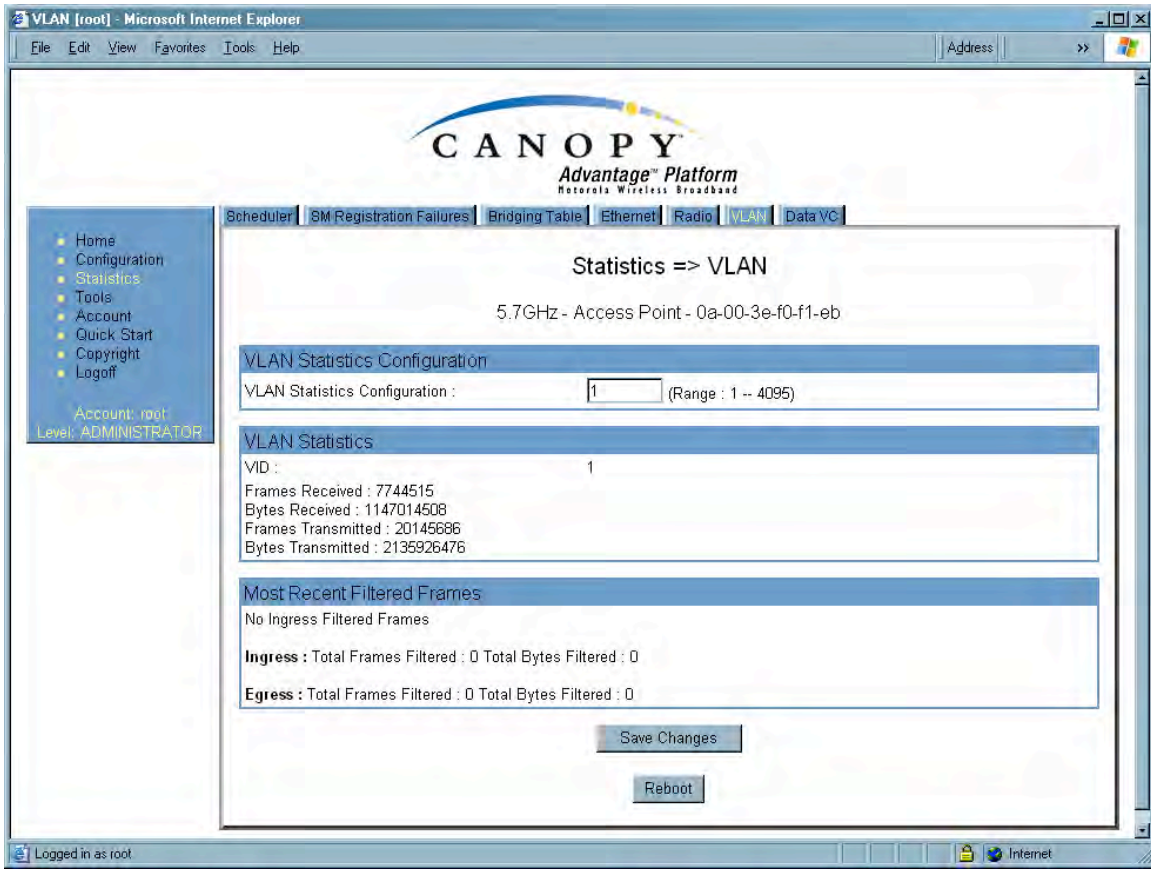 VLAN [root] - Microsoft Internet Explorer
File Edit View Favorites Tools Help Address »
CANOPY™
Advantage™ Platform
Motorola Wireless Broadband
Scheduler SM Registration Failures Bridging Table Ethernet Radio VLAN Data VC
Home
Configuration
Statistics
Tools
Account
Quick Start
Copyright
Logoff
Account: root
Level: ADMINISTRATOR
Statistics => VLAN
5.7GHz - Access Point - 0a-00-3e-f0-f1-eb
VLAN Statistics Configuration
VLAN Statistics Configuration : 1 (Range : 1 -- 4095)
VLAN Statistics
VID : 1
Frames Received : 7744515
Bytes Received : 1147014508
Frames Transmitted : 20145686
Bytes Transmitted : 2135926476
Most Recent Filtered Frames
No Ingress Filtered Frames
Ingress : Total Frames Filtered : 0 Total Bytes Filtered : 0
Egress : Total Frames Filtered : 0 Total Bytes Filtered : 0
Save Changes
Reboot
Logged in as root Internet